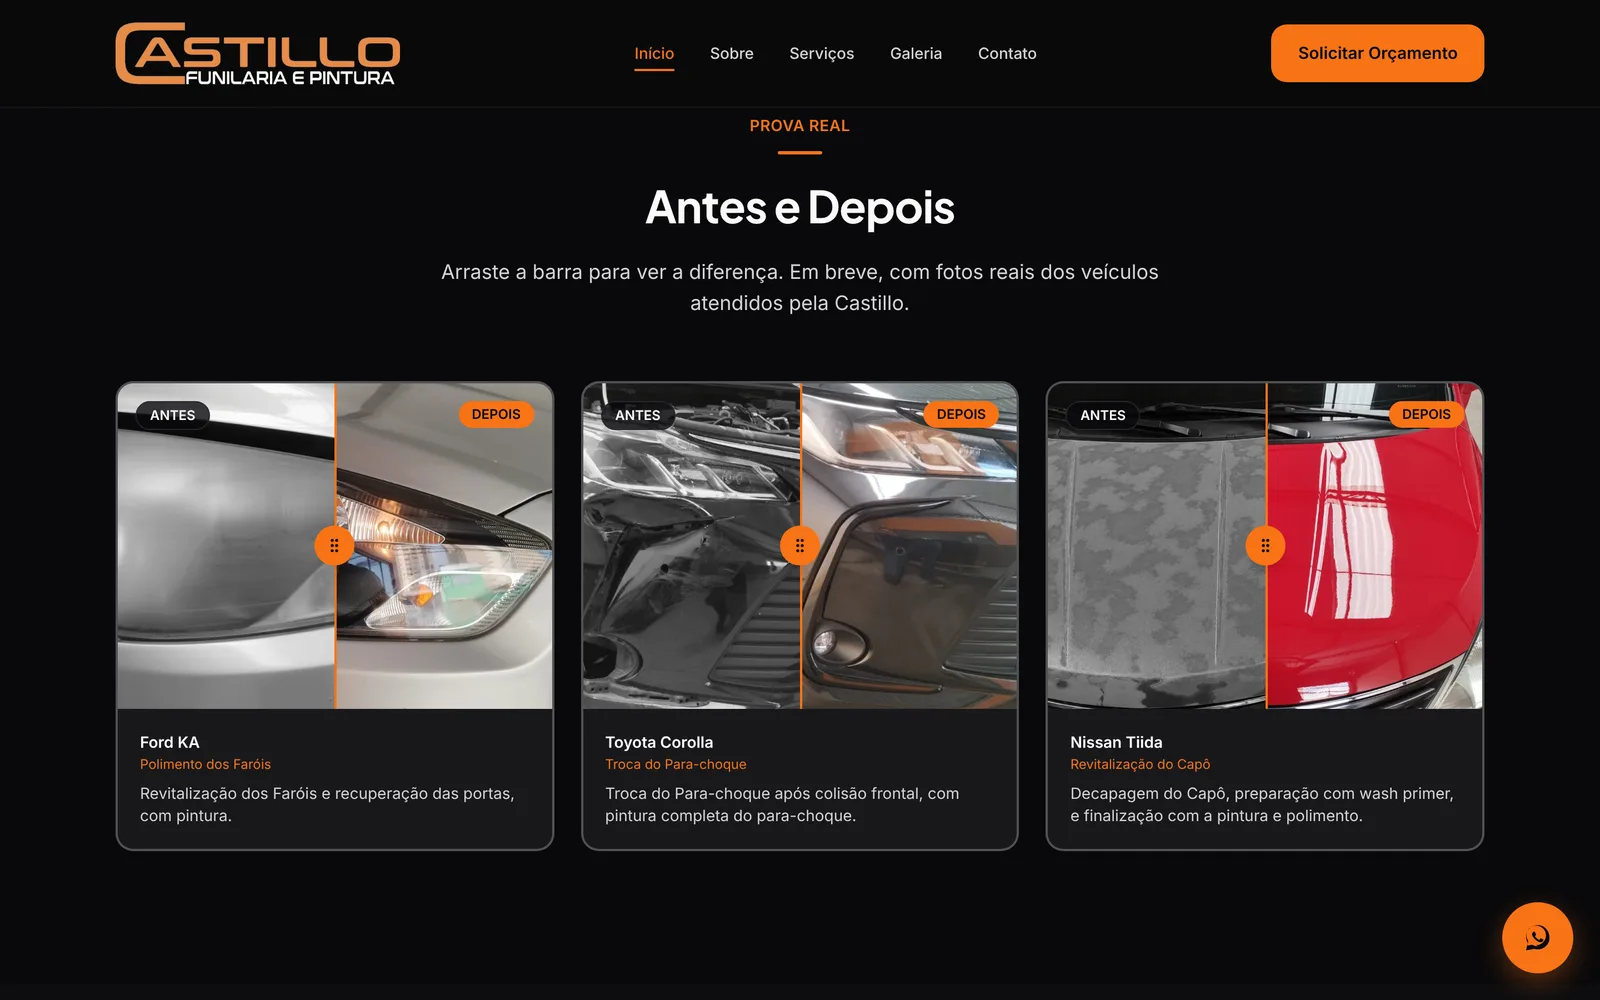 CASTILLO
FUNILARIA E PINTURA
Início
Sobre
Serviços
Galeria
Contato
Solicitar Orçamento
PROVA REAL
Antes e Depois
Arraste a barra para ver a diferença. Em breve, com fotos reais dos veículos
atendidos pela Castillo.
ANTES
DEPOIS
ANTES
DEPOIS
ANTES
DEPOIS
Ford KA
Polimento dos Faróis
Revitalização dos Faróis e recuperação das portas,
com pintura.
Toyota Corolla
Troca do Para-choque
Troca do Para-choque após colisão frontal, com
pintura completa do para-choque.
Nissan Tiida
Revitalização do Capô
Decapagem do Capô, preparação com wash primer,
e finalização com a pintura e polimento.